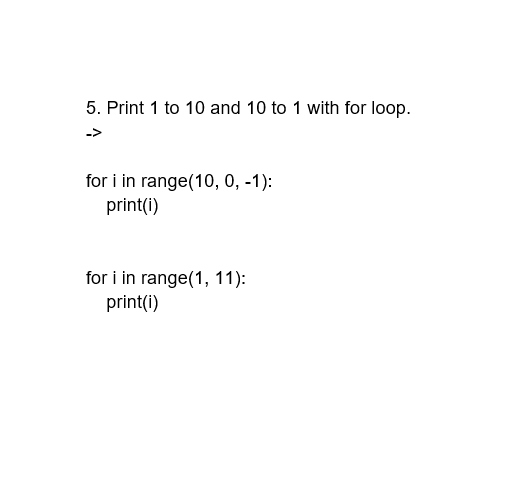 5. Print 1 to 10 and 10 to 1 with for loop.
->
for i in range(10, 0, -1):
    print(i)
for i in range(1, 11):
    print(i)